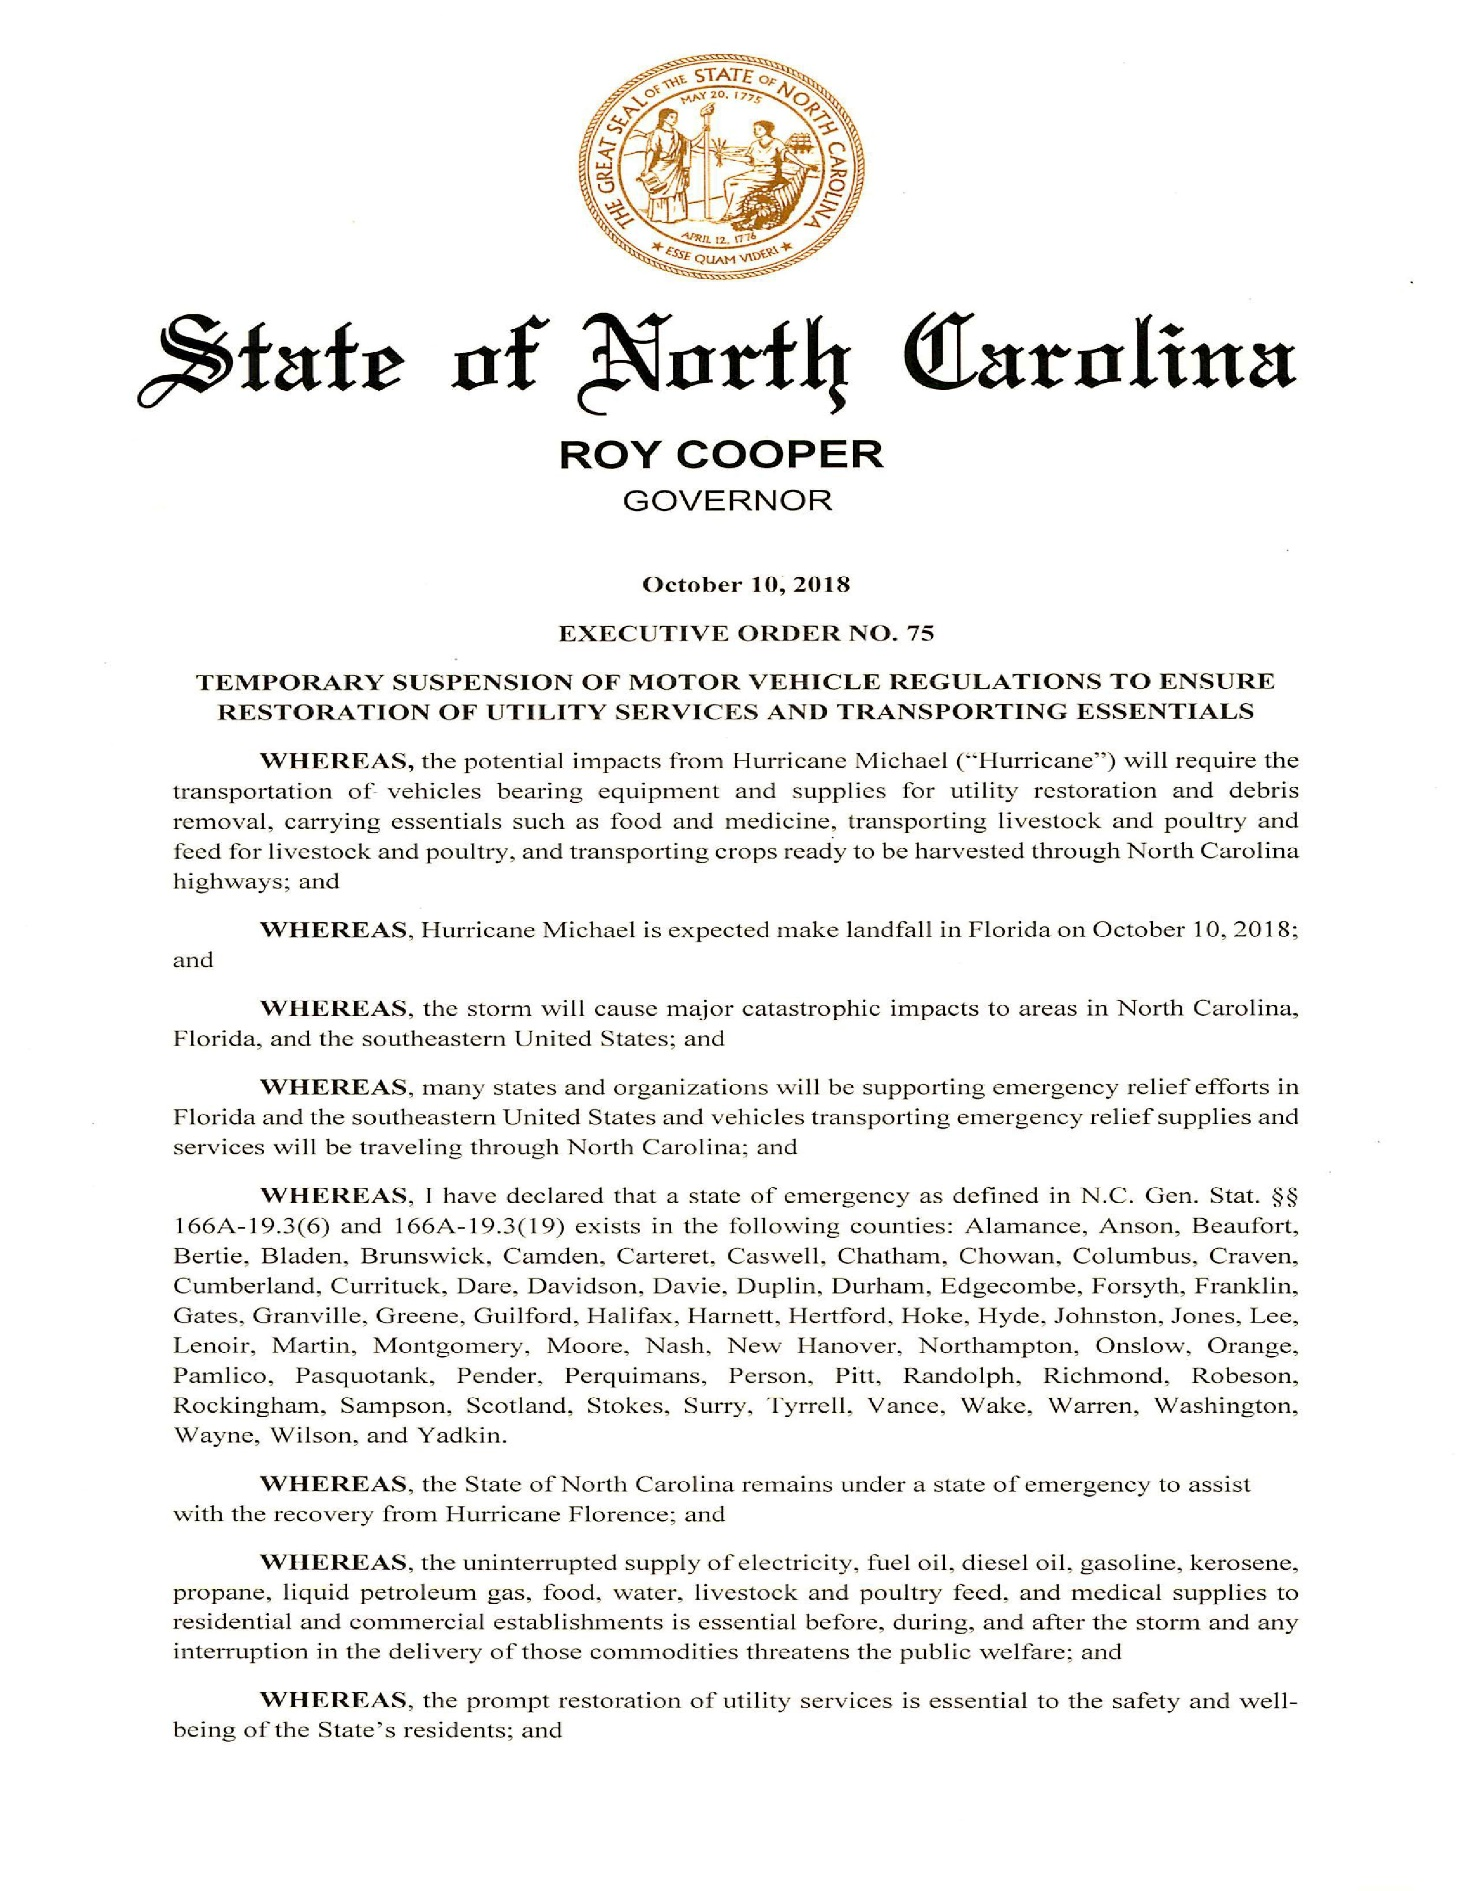 THE GREAT SEAL OF THE STATE OF NORTH CAROLINA
MAY 20, 1775
APRIL 12, 1776
★ ESSE QUAM VIDERI ★
State of North Carolina
ROY COOPER
GOVERNOR
October 10, 2018
EXECUTIVE ORDER NO. 75
TEMPORARY SUSPENSION OF MOTOR VEHICLE REGULATIONS TO ENSURE
RESTORATION OF UTILITY SERVICES AND TRANSPORTING ESSENTIALS
WHEREAS, the potential impacts from Hurricane Michael (“Hurricane”) will require the
transportation of vehicles bearing equipment and supplies for utility restoration and debris
removal, carrying essentials such as food and medicine, transporting livestock and poultry and
feed for livestock and poultry, and transporting crops ready to be harvested through North Carolina
highways; and
WHEREAS, Hurricane Michael is expected make landfall in Florida on October 10, 2018;
and
WHEREAS, the storm will cause major catastrophic impacts to areas in North Carolina,
Florida, and the southeastern United States; and
WHEREAS, many states and organizations will be supporting emergency relief efforts in
Florida and the southeastern United States and vehicles transporting emergency relief supplies and
services will be traveling through North Carolina; and
WHEREAS, I have declared that a state of emergency as defined in N.C. Gen. Stat. §§
166A-19.3(6) and 166A-19.3(19) exists in the following counties: Alamance, Anson, Beaufort,
Bertie, Bladen, Brunswick, Camden, Carteret, Caswell, Chatham, Chowan, Columbus, Craven,
Cumberland, Currituck, Dare, Davidson, Davie, Duplin, Durham, Edgecombe, Forsyth, Franklin,
Gates, Granville, Greene, Guilford, Halifax, Harnett, Hertford, Hoke, Hyde, Johnston, Jones, Lee,
Lenoir, Martin, Montgomery, Moore, Nash, New Hanover, Northampton, Onslow, Orange,
Pamlico, Pasquotank, Pender, Perquimans, Person, Pitt, Randolph, Richmond, Robeson,
Rockingham, Sampson, Scotland, Stokes, Surry, Tyrrell, Vance, Wake, Warren, Washington,
Wayne, Wilson, and Yadkin.
WHEREAS, the State of North Carolina remains under a state of emergency to assist
with the recovery from Hurricane Florence; and
WHEREAS, the uninterrupted supply of electricity, fuel oil, diesel oil, gasoline, kerosene,
propane, liquid petroleum gas, food, water, livestock and poultry feed, and medical supplies to
residential and commercial establishments is essential before, during, and after the storm and any
interruption in the delivery of those commodities threatens the public welfare; and
WHEREAS, the prompt restoration of utility services is essential to the safety and well-
being of the State’s residents; and